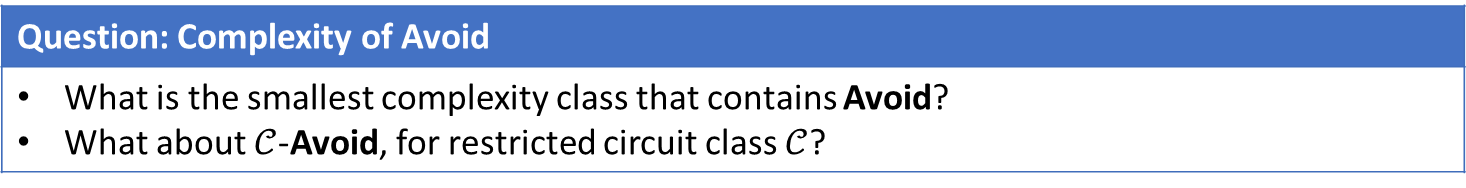 Question: Complexity of Avoid
• What is the smallest complexity class that contains Avoid?
• What about 𝒞-Avoid, for restricted circuit class 𝒞?